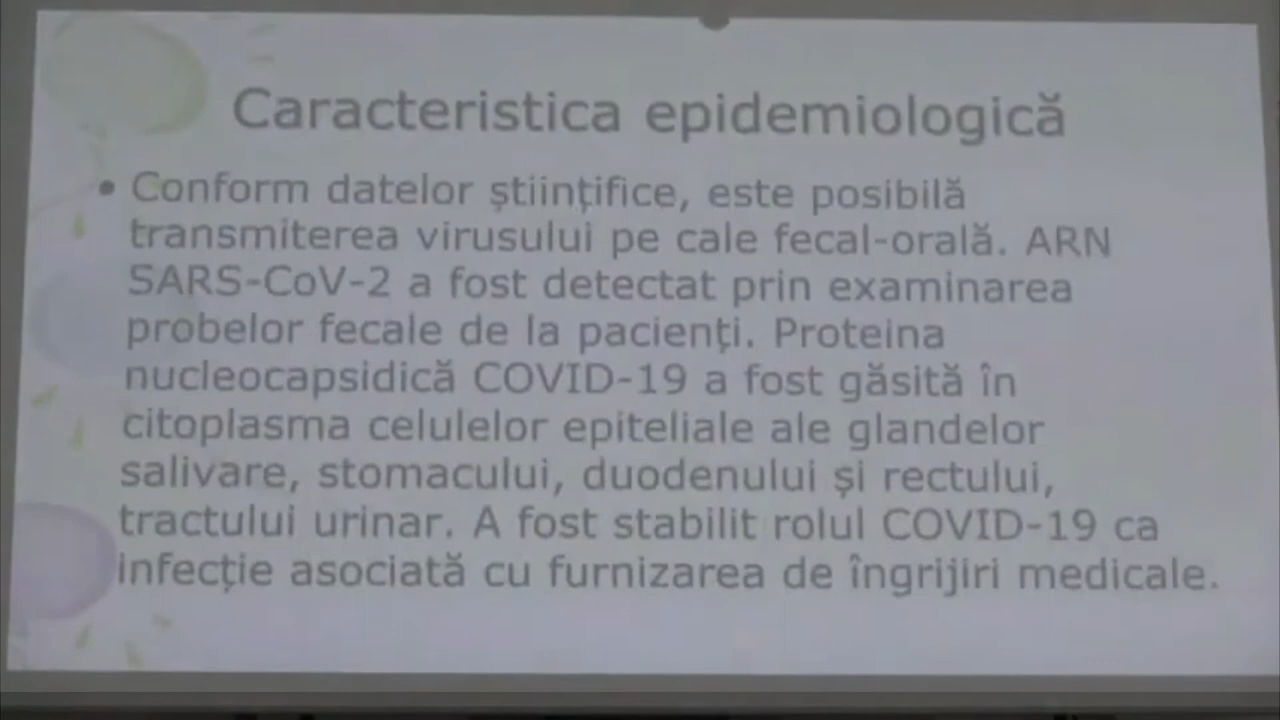 Caracteristica epidemiologică
• Conform datelor științifice, este posibilă
transmiterea virusului pe cale fecal-orală. ARN
SARS-CoV-2 a fost detectat prin examinarea
probelor fecale de la pacienți. Proteina
nucleocapsidică COVID-19 a fost găsită în
citoplasma celulelor epiteliale ale glandelor
salivare, stomacului, duodenului și rectului,
tractului urinar. A fost stabilit rolul COVID-19 ca
infecție asociată cu furnizarea de îngrijiri medicale.